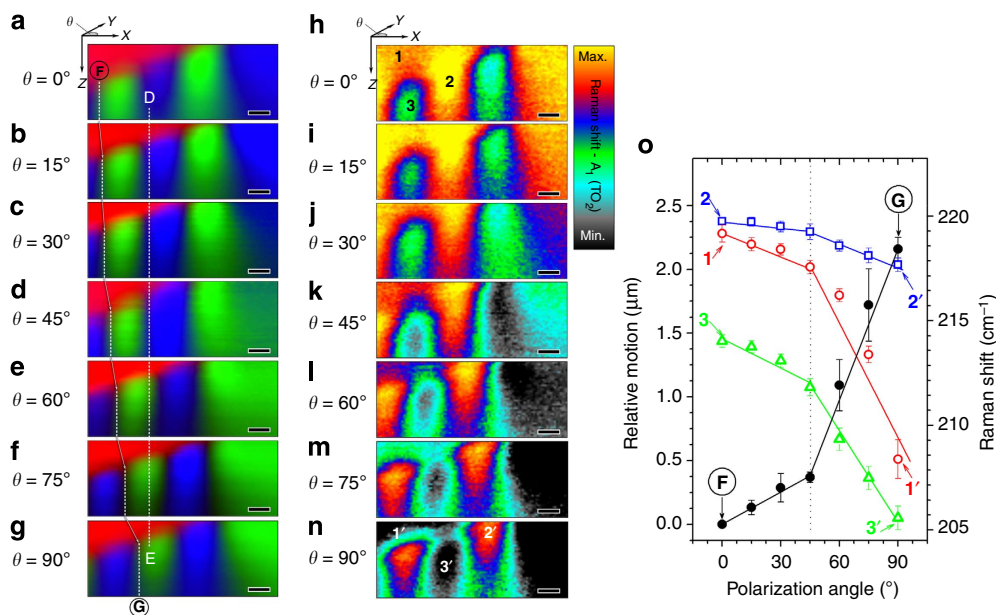 a
θ
Y
X
Z
θ = 0°
F
D
b
θ = 15°
c
θ = 30°
d
θ = 45°
e
θ = 60°
f
θ = 75°
g
θ = 90°
E
G
h
θ
Y
X
Z
θ = 0°
1
2
3
i
θ = 15°
j
θ = 30°
k
θ = 45°
l
θ = 60°
m
θ = 75°
n
θ = 90°
1′
2′
3′
Max.
Raman shift - A1 (TO2)
Min.
o
Relative motion (μm)
2.5
2.0
1.5
1.0
0.5
0.0
2
1
3
F
G
2′
1′
3′
220
215
210
205
Raman shift (cm⁻¹)
0 15 30 45 60 75 90
Polarization angle (°)